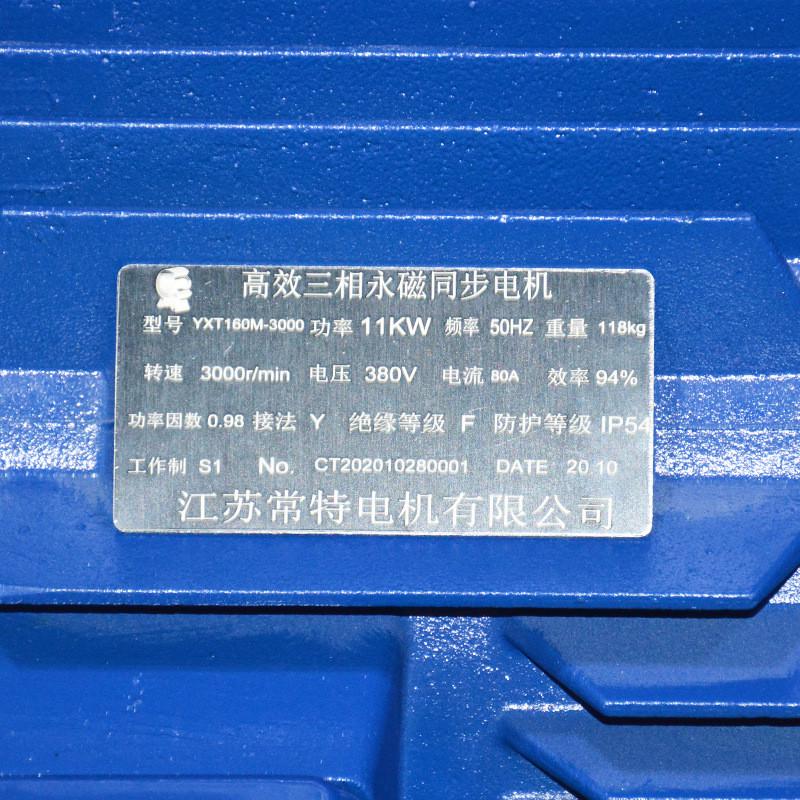 高效三相永磁同步电机
型号 YXT160M-3000 功率 11KW 频率 50HZ 重量 118kg
转速 3000r/min 电压 380V 电流 80A 效率 94%
功率因数 0.98 接法 Y 绝缘等级 F 防护等级 IP54
工作制 S1 No. CT202010280001 DATE 20.10
江苏常特电机有限公司